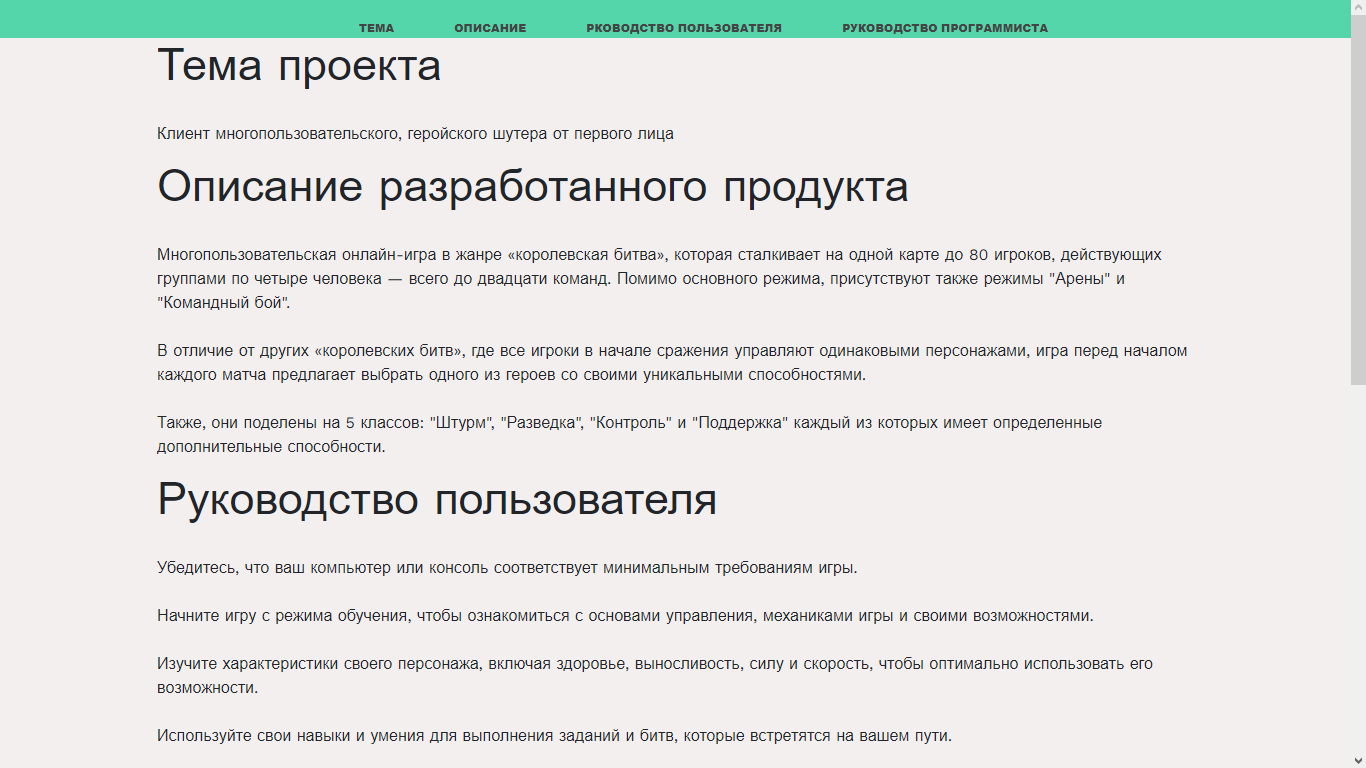 ТЕМА ОПИСАНИЕ РКОВОДСТВО ПОЛЬЗОВАТЕЛЯ РУКОВОДСТВО ПРОГРАММИСТА
Тема проекта
Клиент многопользовательского, геройского шутера от первого лица
Описание разработанного продукта
Многопользовательская онлайн-игра в жанре «королевская битва», которая сталкивает на одной карте до 80 игроков, действующих
группами по четыре человека — всего до двадцати команд. Помимо основного режима, присутствуют также режимы "Арены" и
"Командный бой".
В отличие от других «королевских битв», где все игроки в начале сражения управляют одинаковыми персонажами, игра перед началом
каждого матча предлагает выбрать одного из героев со своими уникальными способностями.
Также, они поделены на 5 классов: "Штурм", "Разведка", "Контроль" и "Поддержка" каждый из которых имеет определенные
дополнительные способности.
Руководство пользователя
Убедитесь, что ваш компьютер или консоль соответствует минимальным требованиям игры.
Начните игру с режима обучения, чтобы ознакомиться с основами управления, механиками игры и своими возможностями.
Изучите характеристики своего персонажа, включая здоровье, выносливость, силу и скорость, чтобы оптимально использовать его
возможности.
Используйте свои навыки и умения для выполнения заданий и битв, которые встретятся на вашем пути.